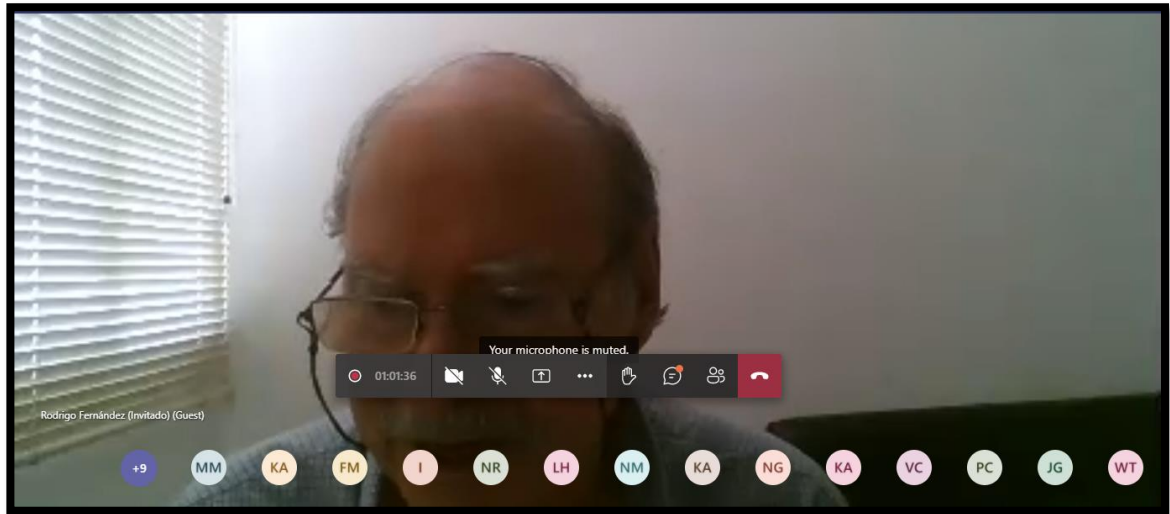 Your microphone is muted.
01:01:36
Rodrigo Fernández (Invitado) (Guest)
+9 MM KA FM I NR LH NM KA NG KA VC PC JG WT